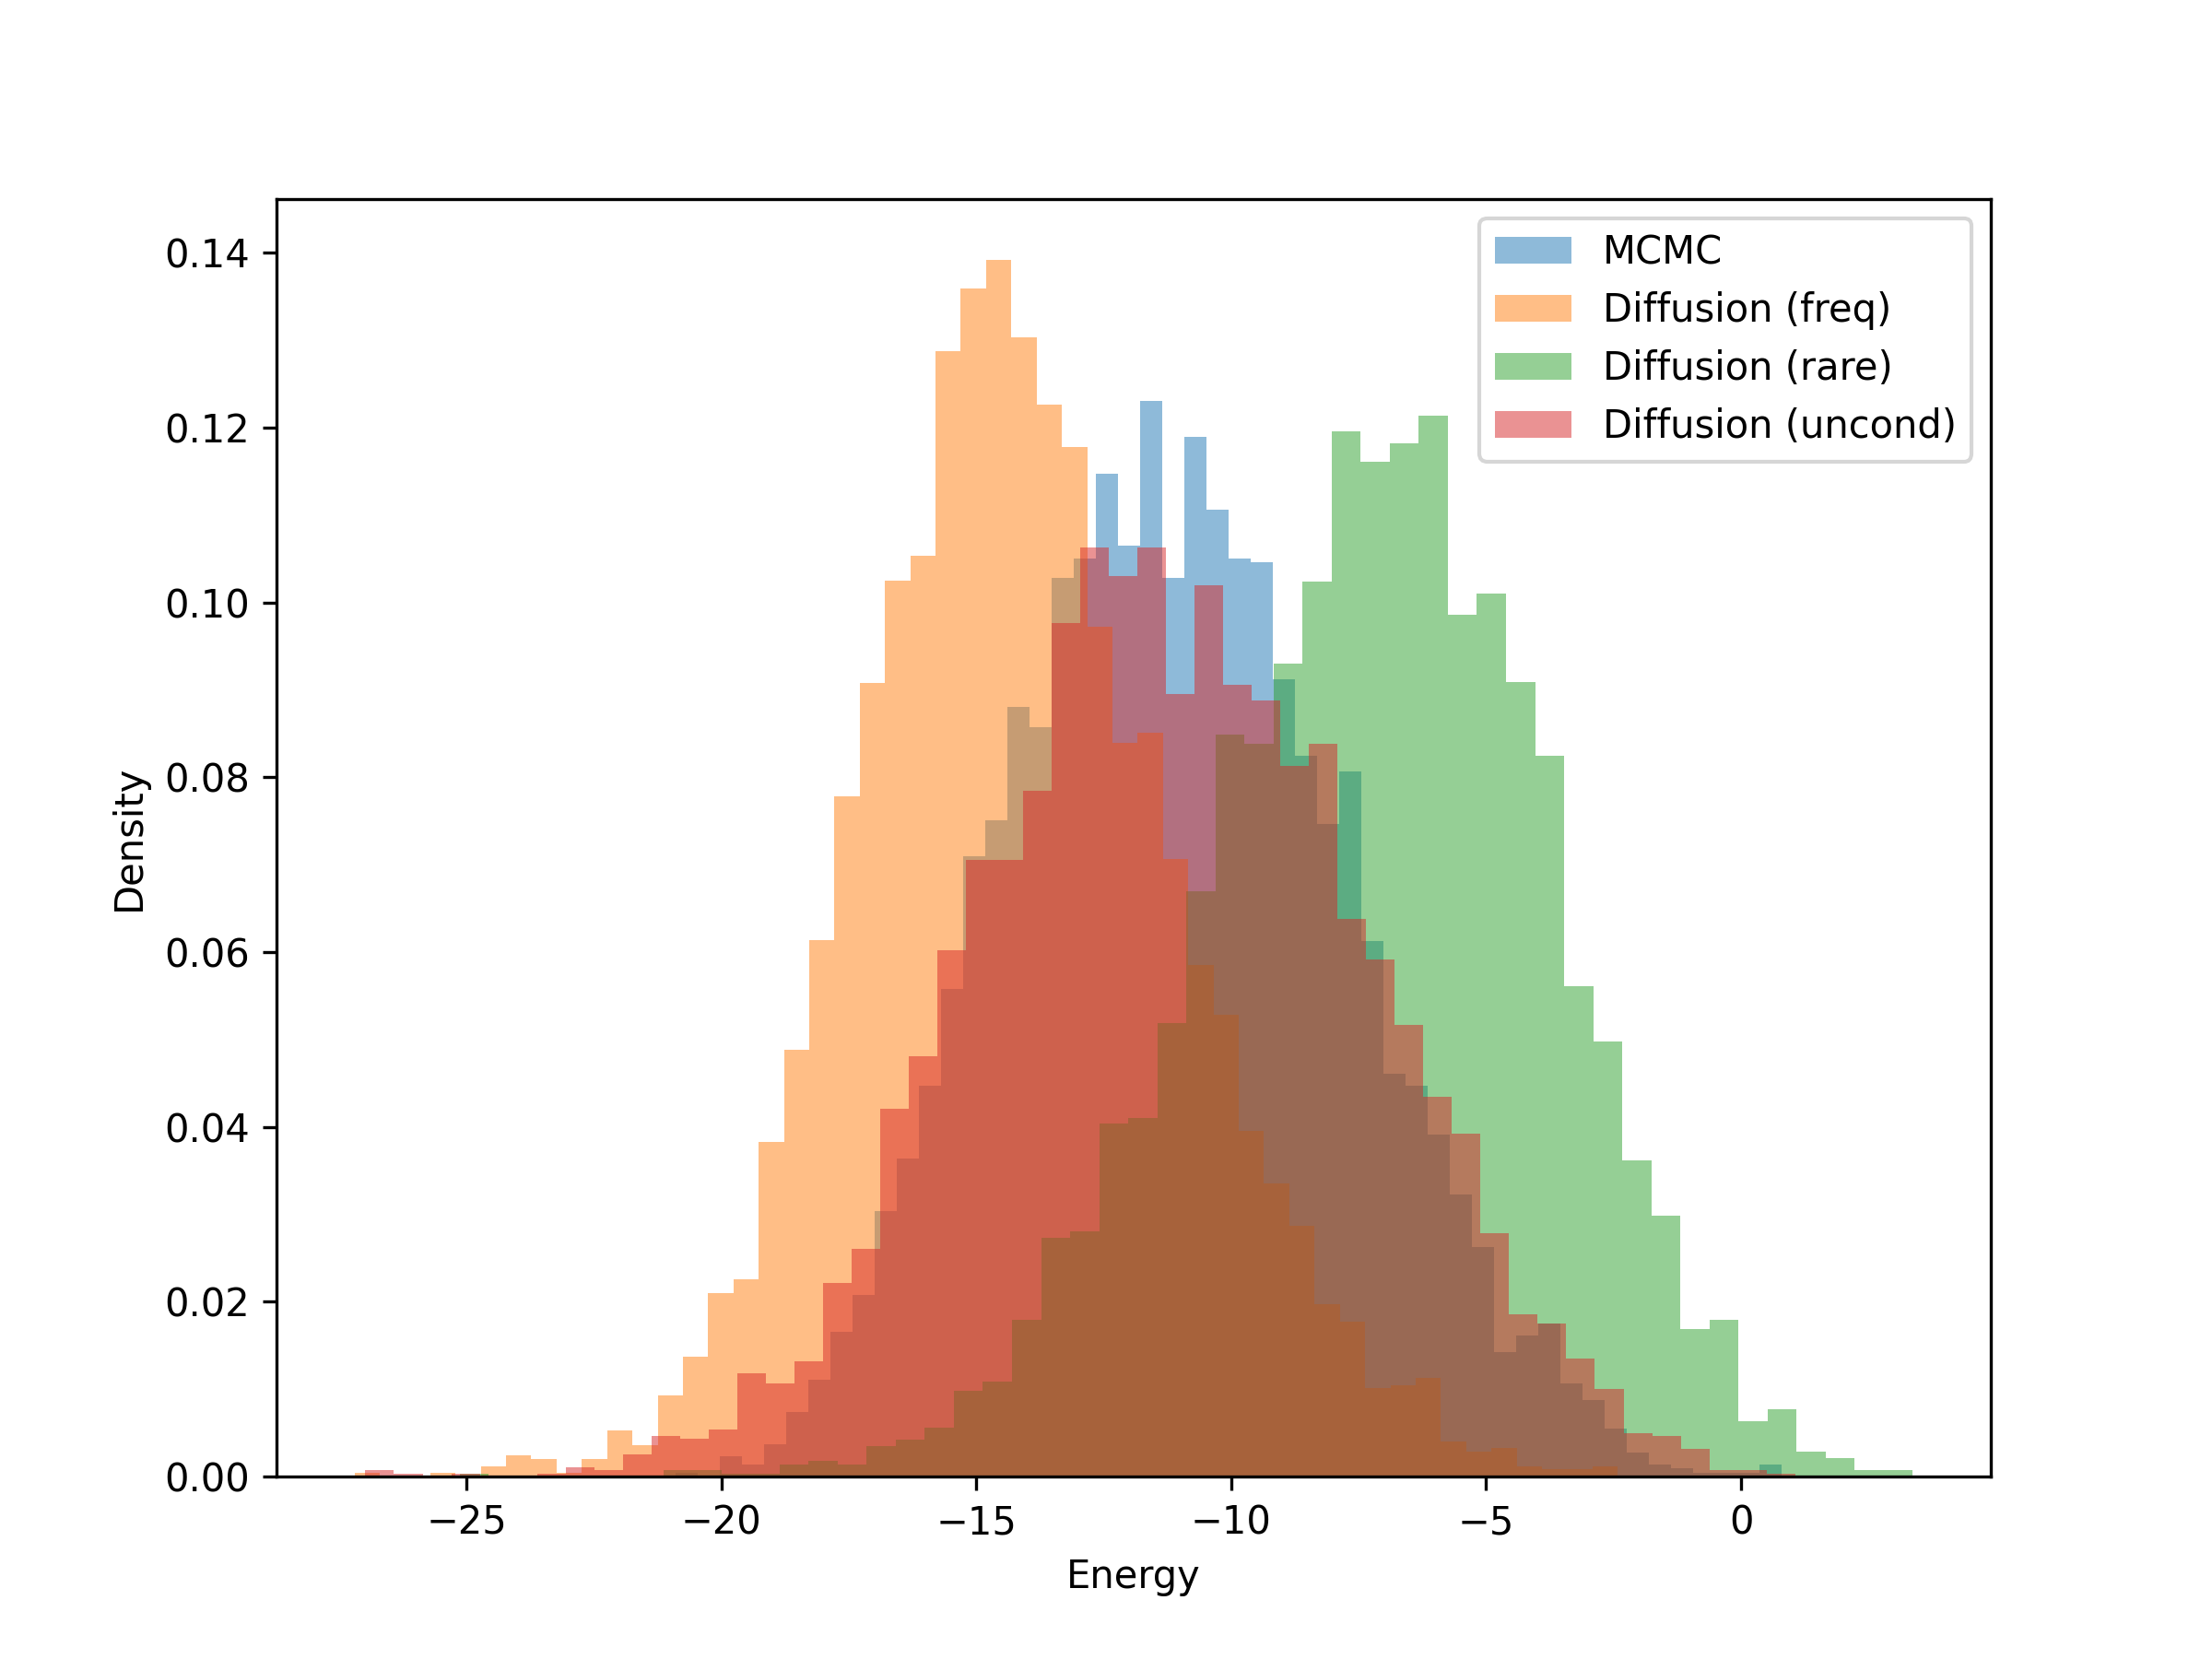 MCMC
Diffusion (freq)
Diffusion (rare)
Diffusion (uncond)
0.14
0.12
0.10
0.08
0.06
0.04
0.02
0.00
Density
−25 −20 −15 −10 −5 0
Energy